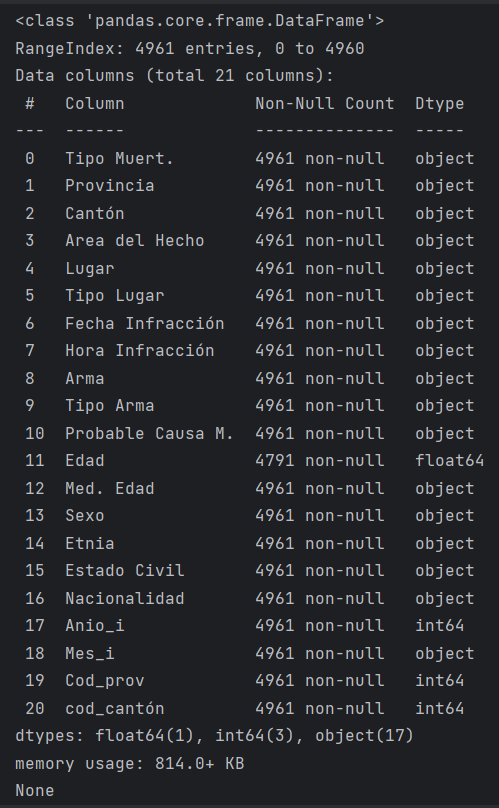 <class 'pandas.core.frame.DataFrame'>
RangeIndex: 4961 entries, 0 to 4960
Data columns (total 21 columns):
 #   Column             Non-Null Count  Dtype
---  ------             --------------  -----
 0   Tipo Muert.        4961 non-null   object
 1   Provincia          4961 non-null   object
 2   Cantón             4961 non-null   object
 3   Area del Hecho     4961 non-null   object
 4   Lugar              4961 non-null   object
 5   Tipo Lugar         4961 non-null   object
 6   Fecha Infracción   4961 non-null   object
 7   Hora Infracción    4961 non-null   object
 8   Arma               4961 non-null   object
 9   Tipo Arma          4961 non-null   object
 10  Probable Causa M.  4961 non-null   object
 11  Edad               4791 non-null   float64
 12  Med. Edad          4961 non-null   object
 13  Sexo               4961 non-null   object
 14  Etnia              4961 non-null   object
 15  Estado Civil       4961 non-null   object
 16  Nacionalidad       4961 non-null   object
 17  Anio_i             4961 non-null   int64
 18  Mes_i              4961 non-null   object
 19  Cod_prov           4961 non-null   int64
 20  cod_cantón         4961 non-null   int64
dtypes: float64(1), int64(3), object(17)
memory usage: 814.0+ KB
None